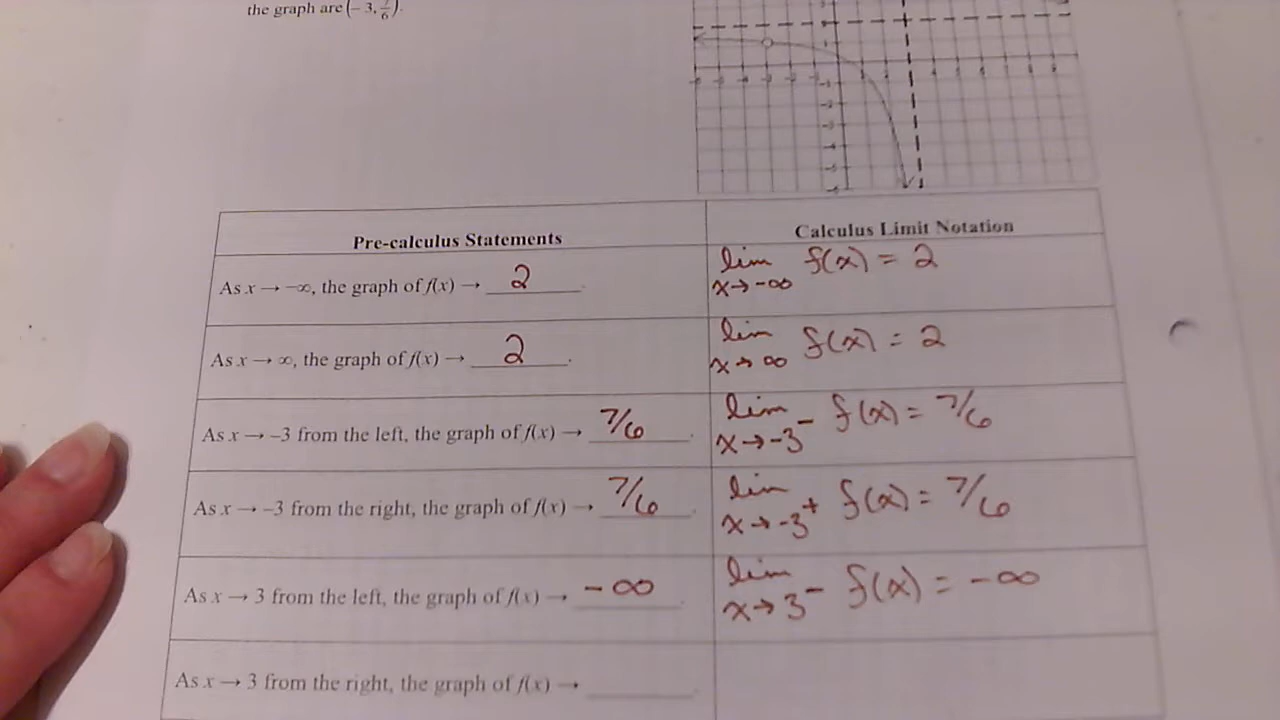 the graph are (−3, 7/6).
Pre-calculus Statements
Calculus Limit Notation
As x → −∞, the graph of f(x) → 2.
lim x→−∞ f(x) = 2
As x → ∞, the graph of f(x) → 2.
lim x→∞ f(x) = 2
As x → −3 from the left, the graph of f(x) → 7/6.
lim x→−3⁻ f(x) = 7/6
As x → −3 from the right, the graph of f(x) → 7/6.
lim x→−3⁺ f(x) = 7/6
As x → 3 from the left, the graph of f(x) → −∞.
lim x→3⁻ f(x) = −∞
As x → 3 from the right, the graph of f(x) → ______.